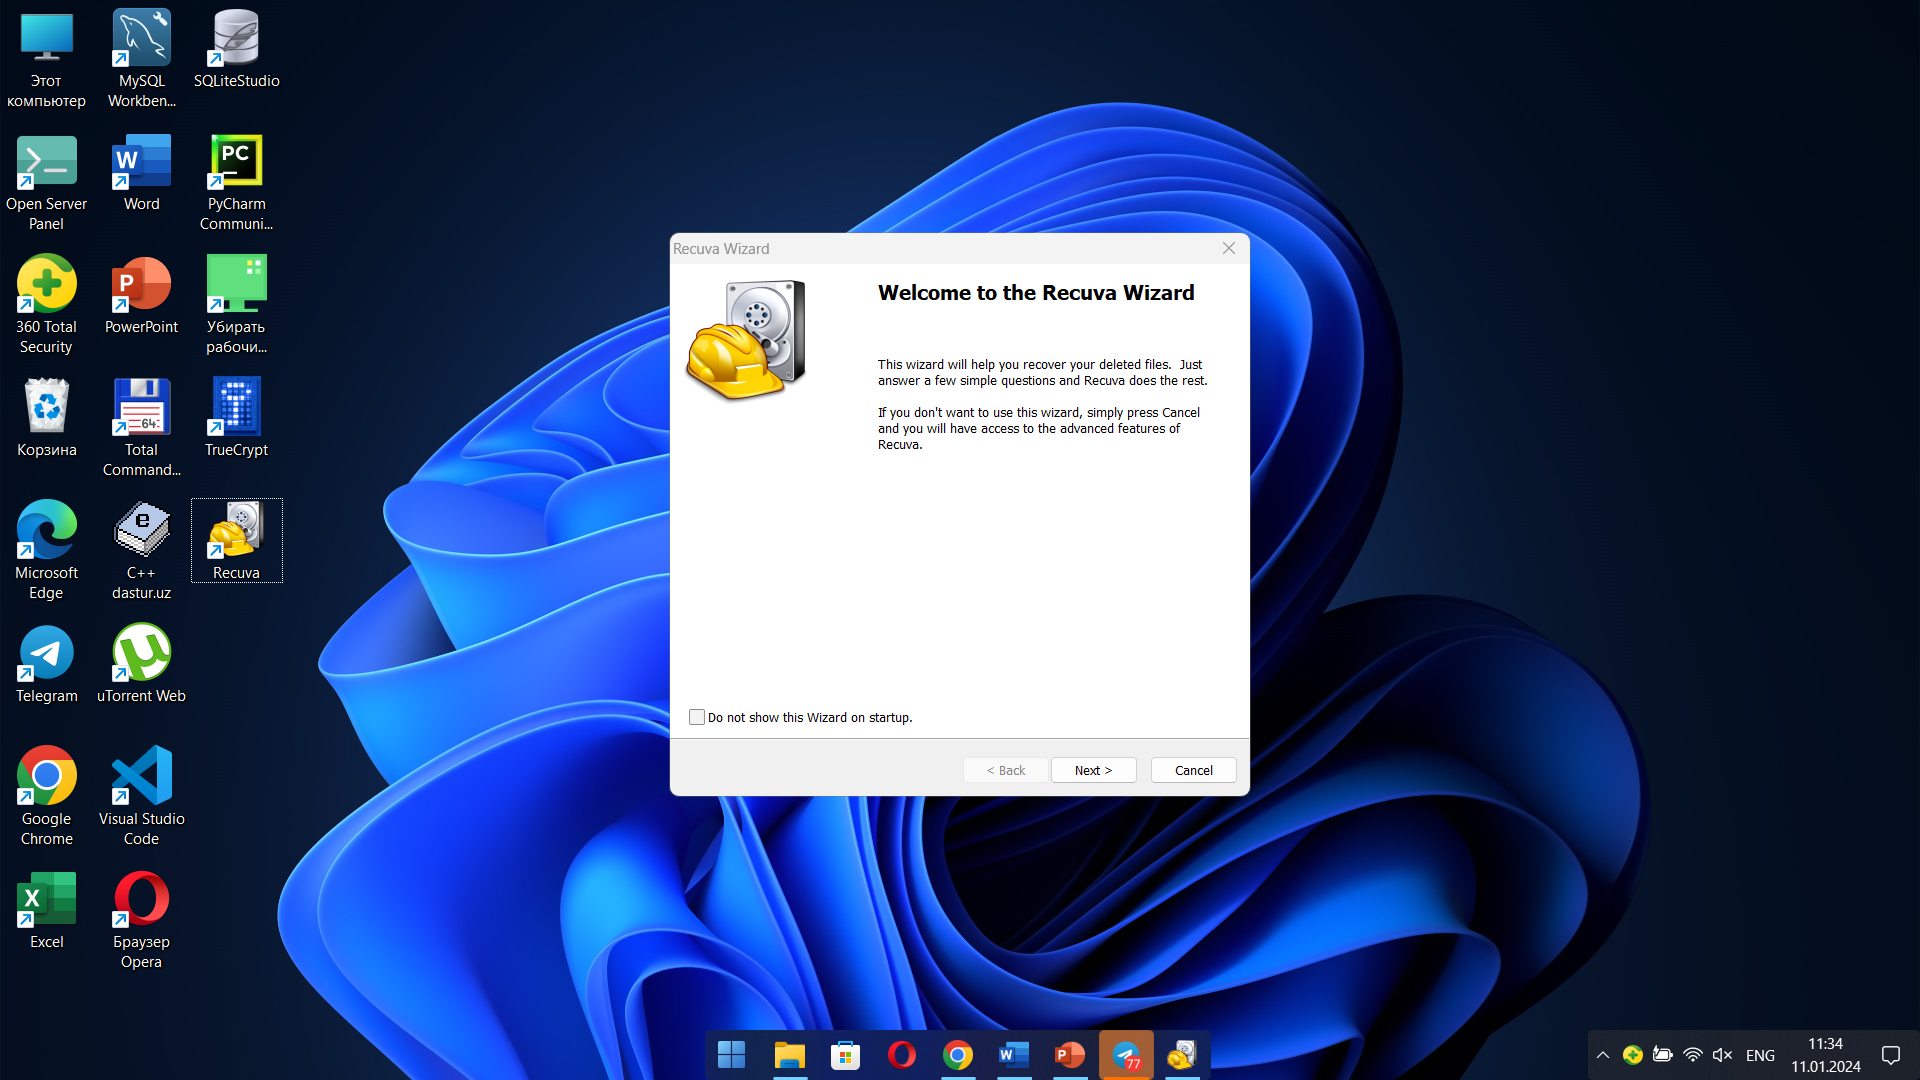 Этот
компьютер
MySQL
Workben...
SQLiteStudio
Open Server
Panel
W
Word
PC
PyCharm
Communi...
360 Total
Security
P
PowerPoint
Убирать
рабочи...
Корзина
64
Total
Command...
T
TrueCrypt
Microsoft
Edge
e
C++
dastur.uz
Recuva
Telegram
µ
uTorrent Web
Google
Chrome
Visual Studio
Code
X
Excel
Браузер
Opera
Recuva Wizard
Welcome to the Recuva Wizard
This wizard will help you recover your deleted files.  Just
answer a few simple questions and Recuva does the rest.
If you don't want to use this wizard, simply press Cancel
and you will have access to the advanced features of
Recuva.
Do not show this Wizard on startup.
< Back
Next >
Cancel
W
P
77
ENG
11:34
11.01.2024